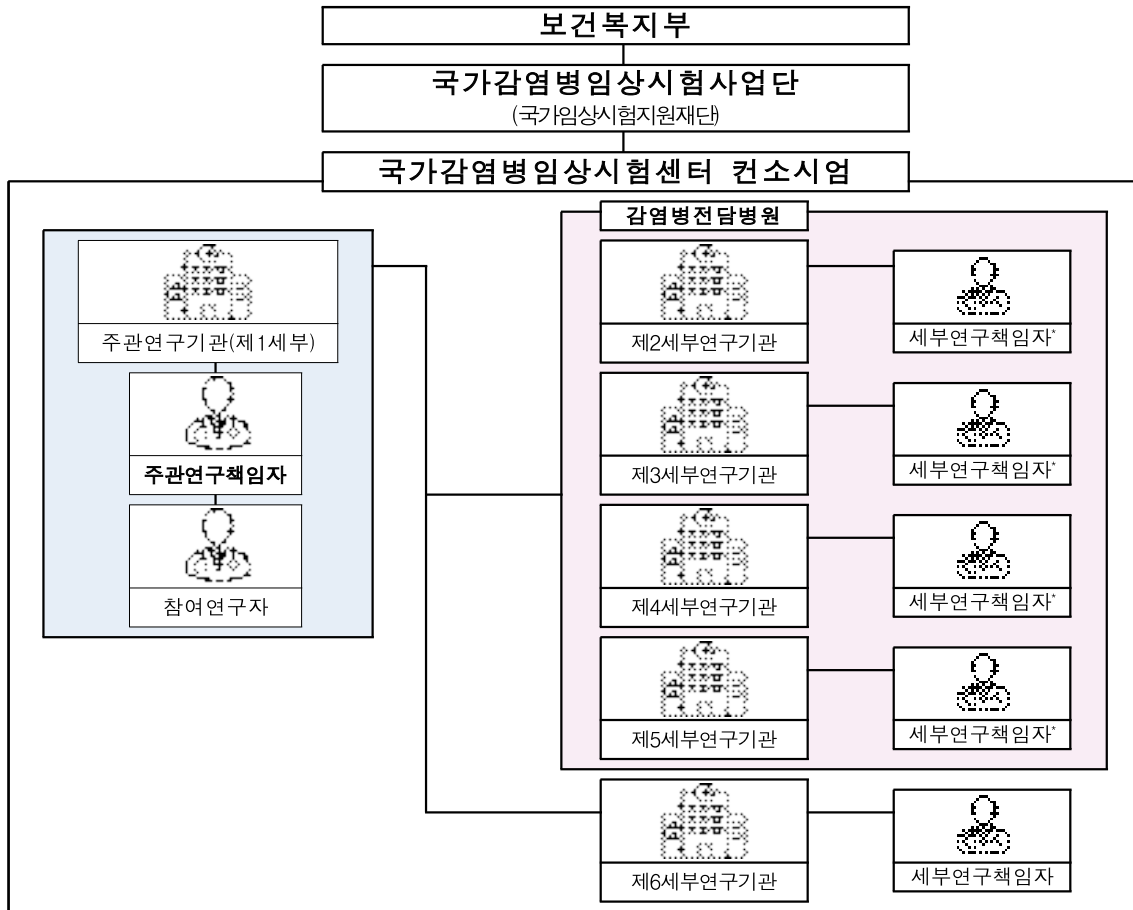 보건복지부
국가감염병임상시험사업단
(국가임상시험지원재단)
국가감염병임상시험센터 컨소시엄
감염병전담병원
주관연구기관(제1세부)
주관연구책임자
참여연구자
제2세부연구기관
세부연구책임자*
제3세부연구기관
세부연구책임자*
제4세부연구기관
세부연구책임자*
제5세부연구기관
세부연구책임자*
제6세부연구기관
세부연구책임자